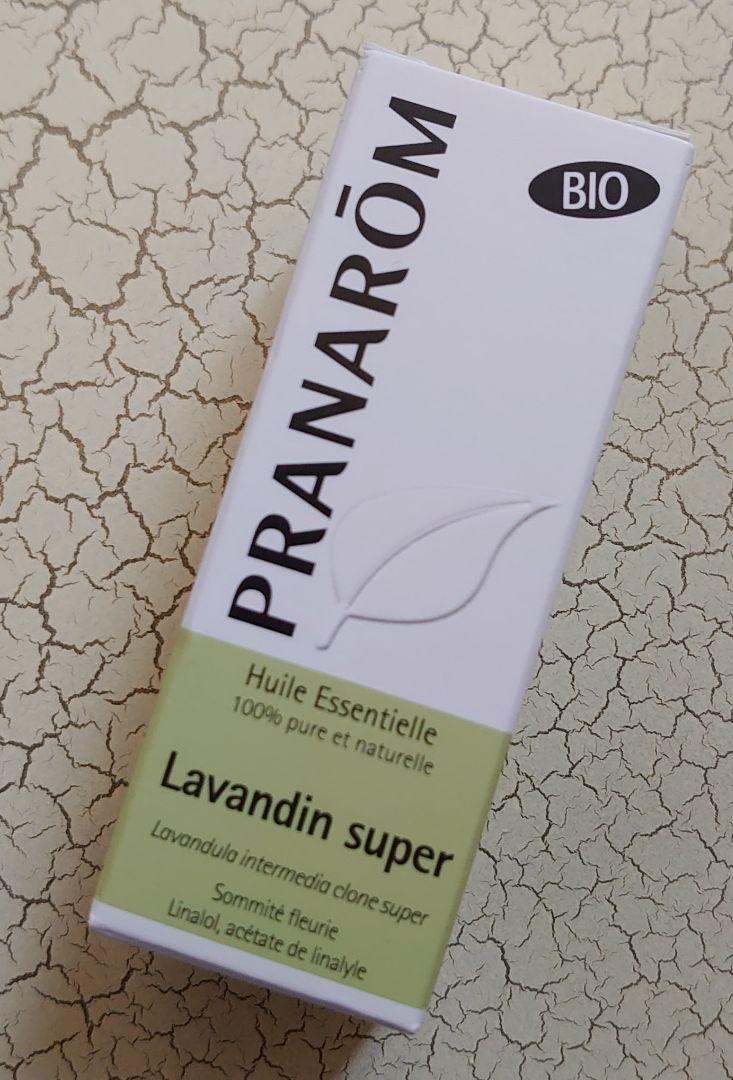 PRANARŌM
BIO
Huile Essentielle
100% pure et naturelle
Lavandin super
Lavandula intermedia clone super
Sommité fleurie
Linalol, acétate de linalyle